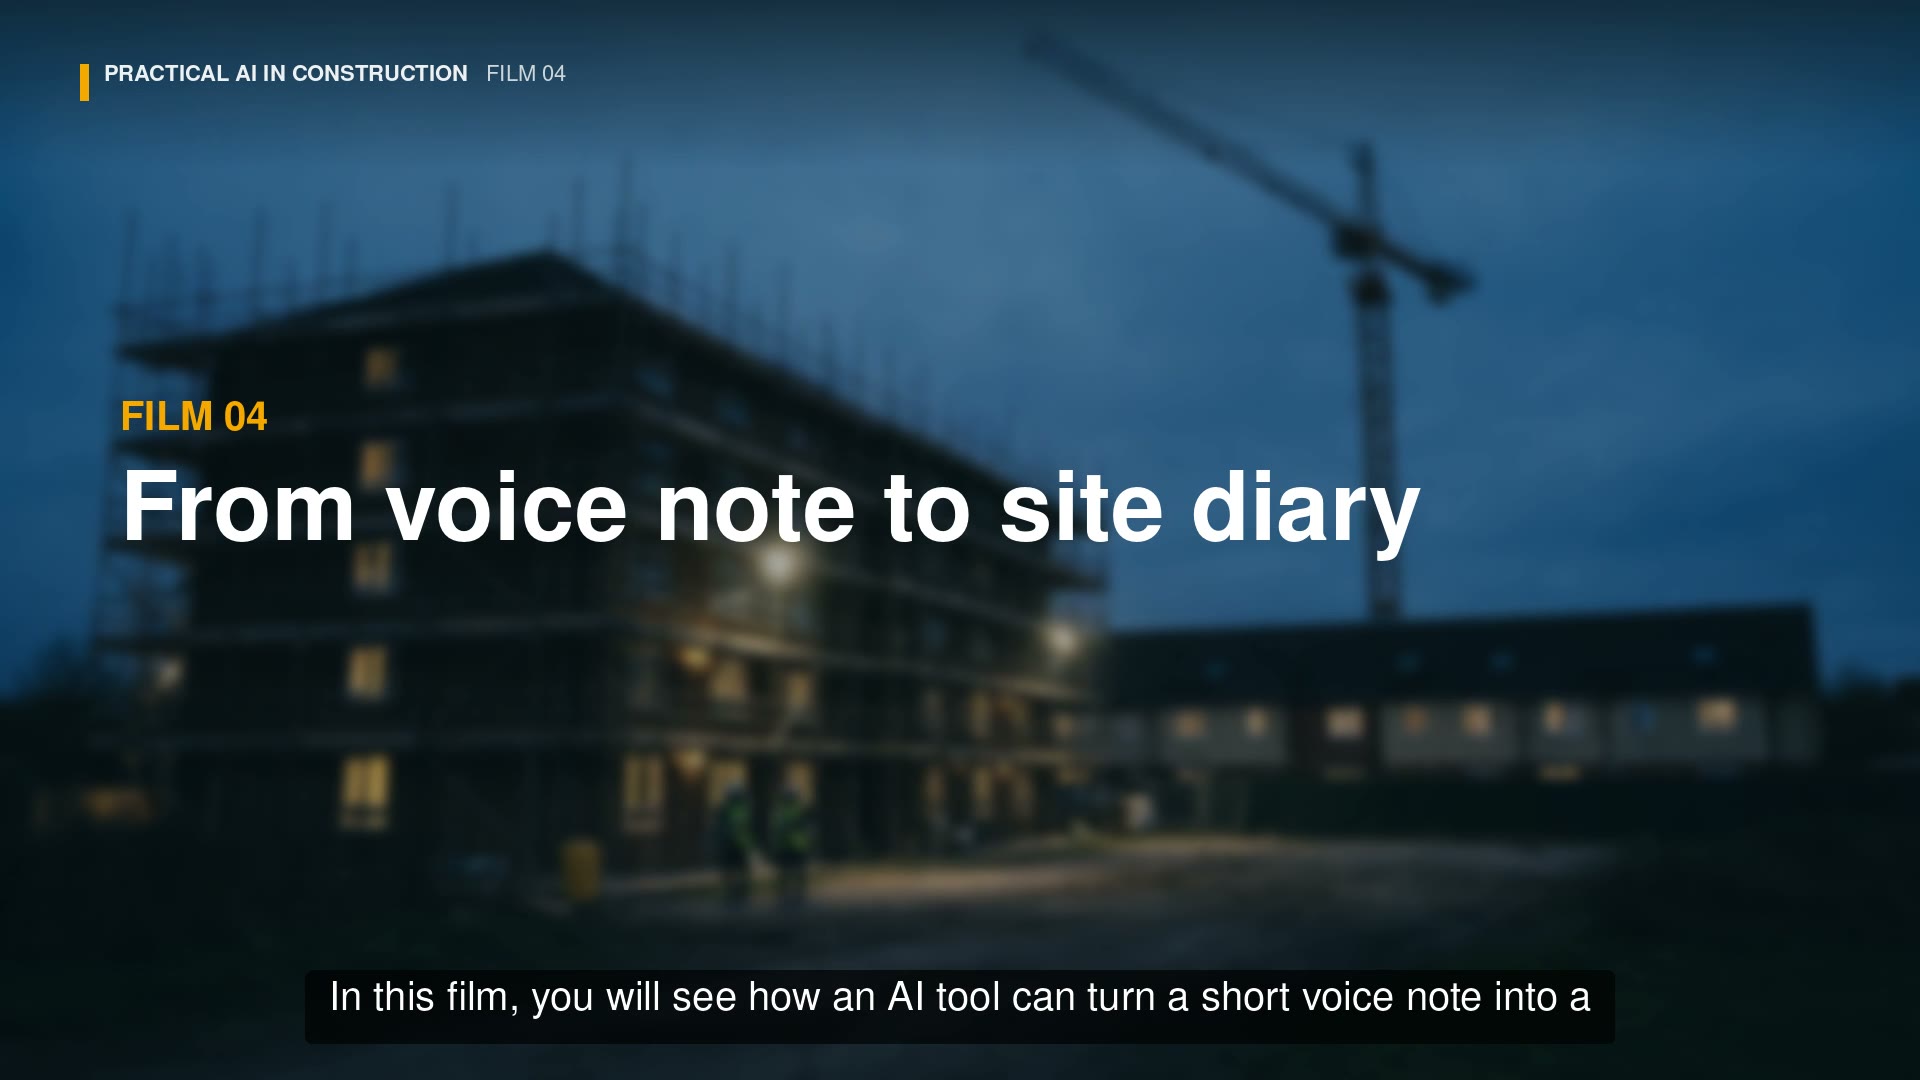 PRACTICAL AI IN CONSTRUCTION FILM 04
FILM 04
From voice note to site diary
In this film, you will see how an AI tool can turn a short voice note into a